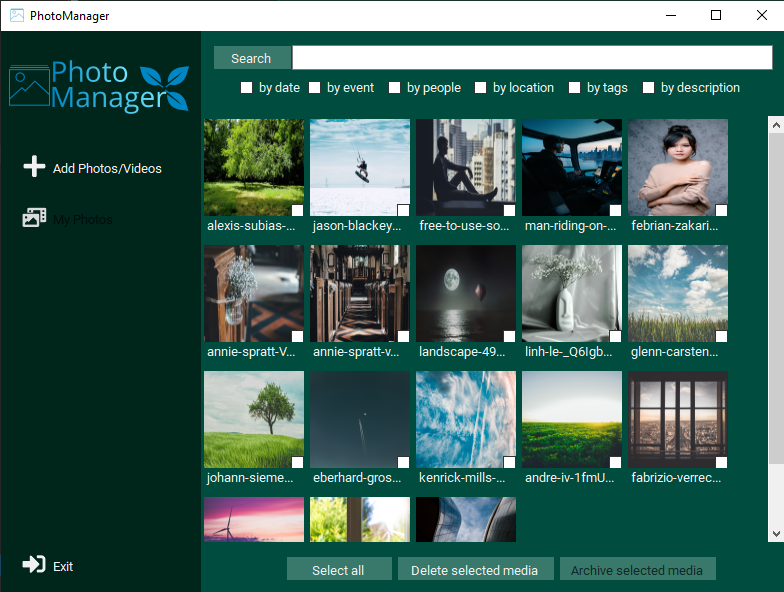 PhotoManager
Photo
Manager
Add Photos/Videos
My Photos
Exit
Search
by date by event by people by location by tags by description
alexis-subias-... jason-blackey... free-to-use-so... man-riding-on-... febrian-zakari...
annie-spratt-V... annie-spratt-v... landscape-49... linh-le-_Q6Igb... glenn-carsten...
johann-sieme... eberhard-gros... kenrick-mills-... andre-iv-1fmU... fabrizio-verrec...
Select all Delete selected media Archive selected media